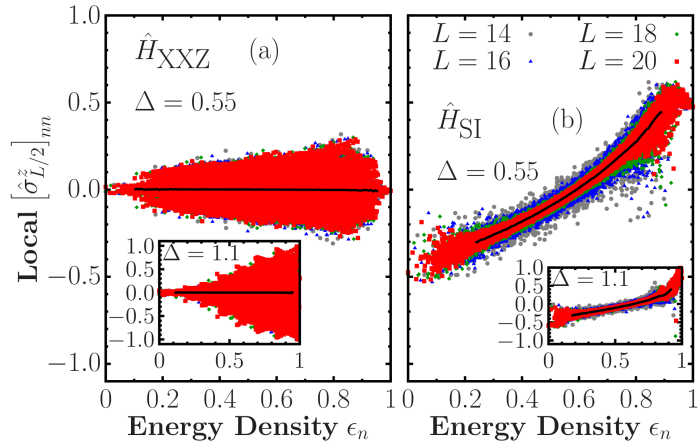 Local [σ̂ᶻ_{L/2}]_{nn}
1.0
0.5
0.0
−0.5
−1.0
Ĥ_XXZ (a)
Δ = 0.55
Δ = 1.1
1.0
0.5
0.0
−0.5
−1.0
0 0.5 1
0 0.2 0.4 0.6 0.8 1
Energy Density ϵ_n
L = 14 L = 18
L = 16 L = 20
Ĥ_SI (b)
Δ = 0.55
Δ = 1.1
1.0
0.5
0.0
−0.5
−1.0
0 0.5 1
0 0.2 0.4 0.6 0.8 1
Energy Density ϵ_n